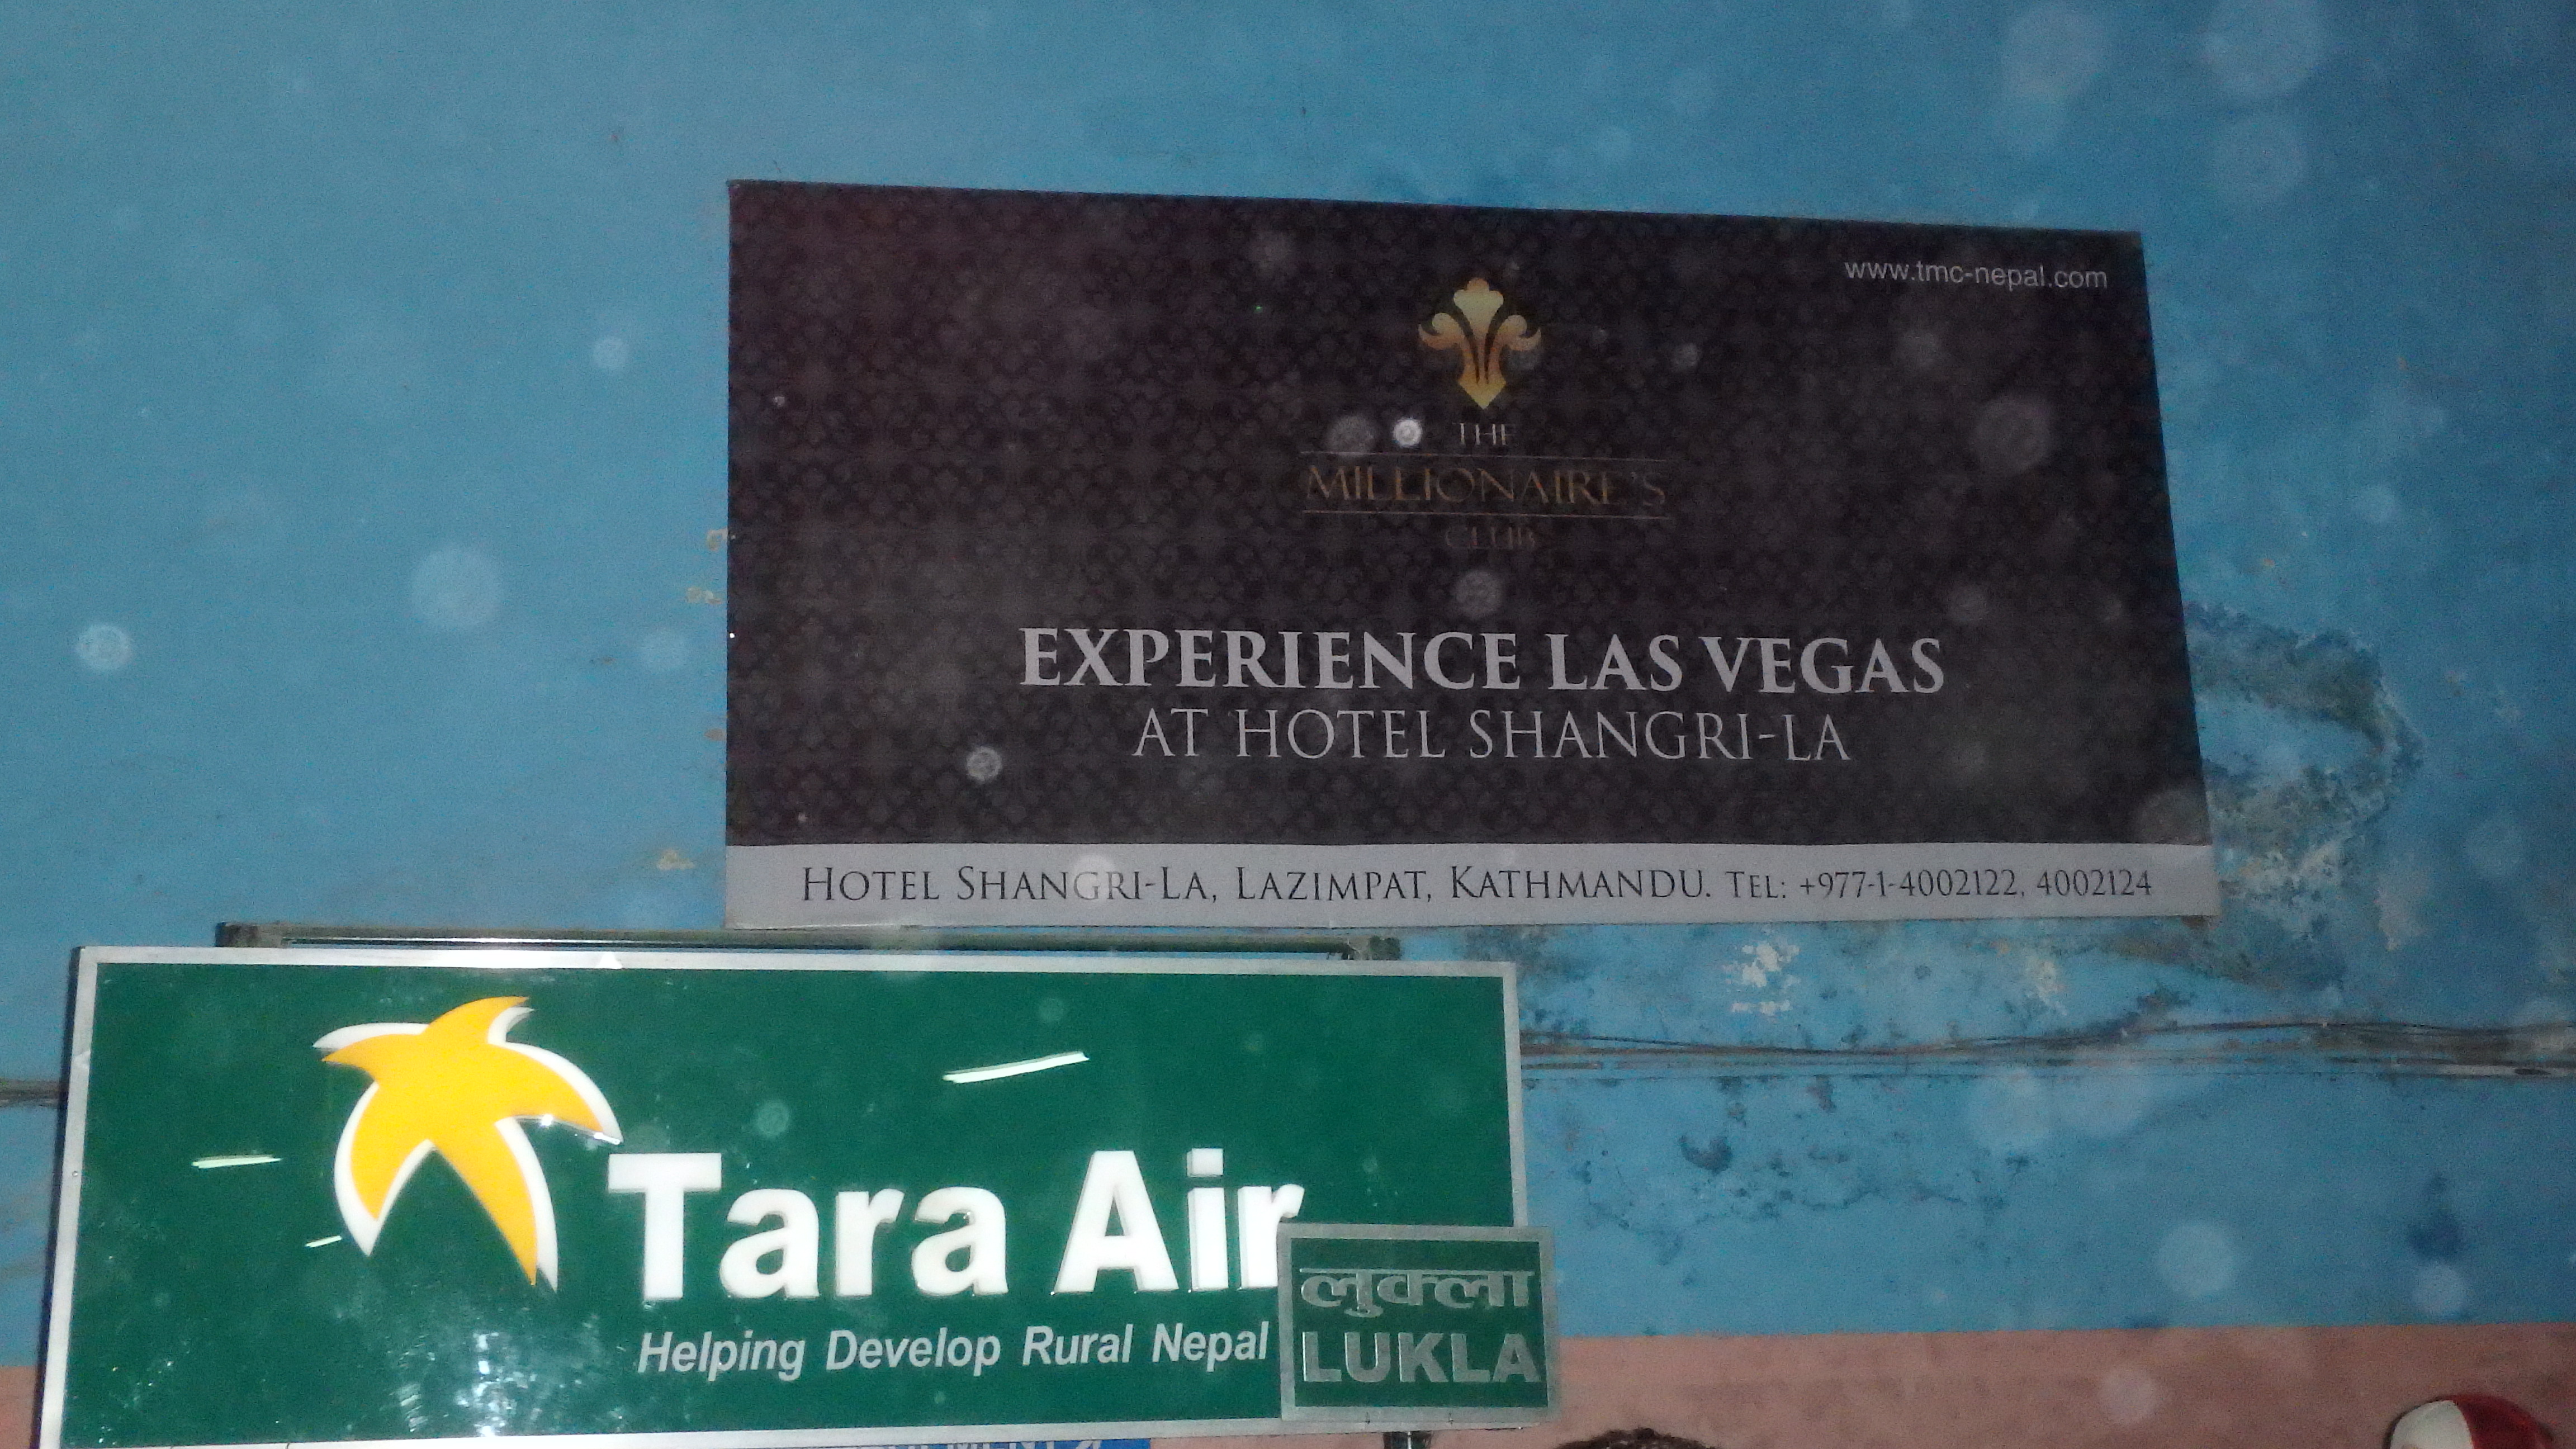 www.tmc-nepal.com
THE
MILLIONAIRE'S
CLUB
EXPERIENCE LAS VEGAS
AT HOTEL SHANGRI-LA
HOTEL SHANGRI-LA, LAZIMPAT, KATHMANDU. TEL: +977-1-4002122, 4002124
Tara Air
Helping Develop Rural Nepal
लुक्ला
LUKLA